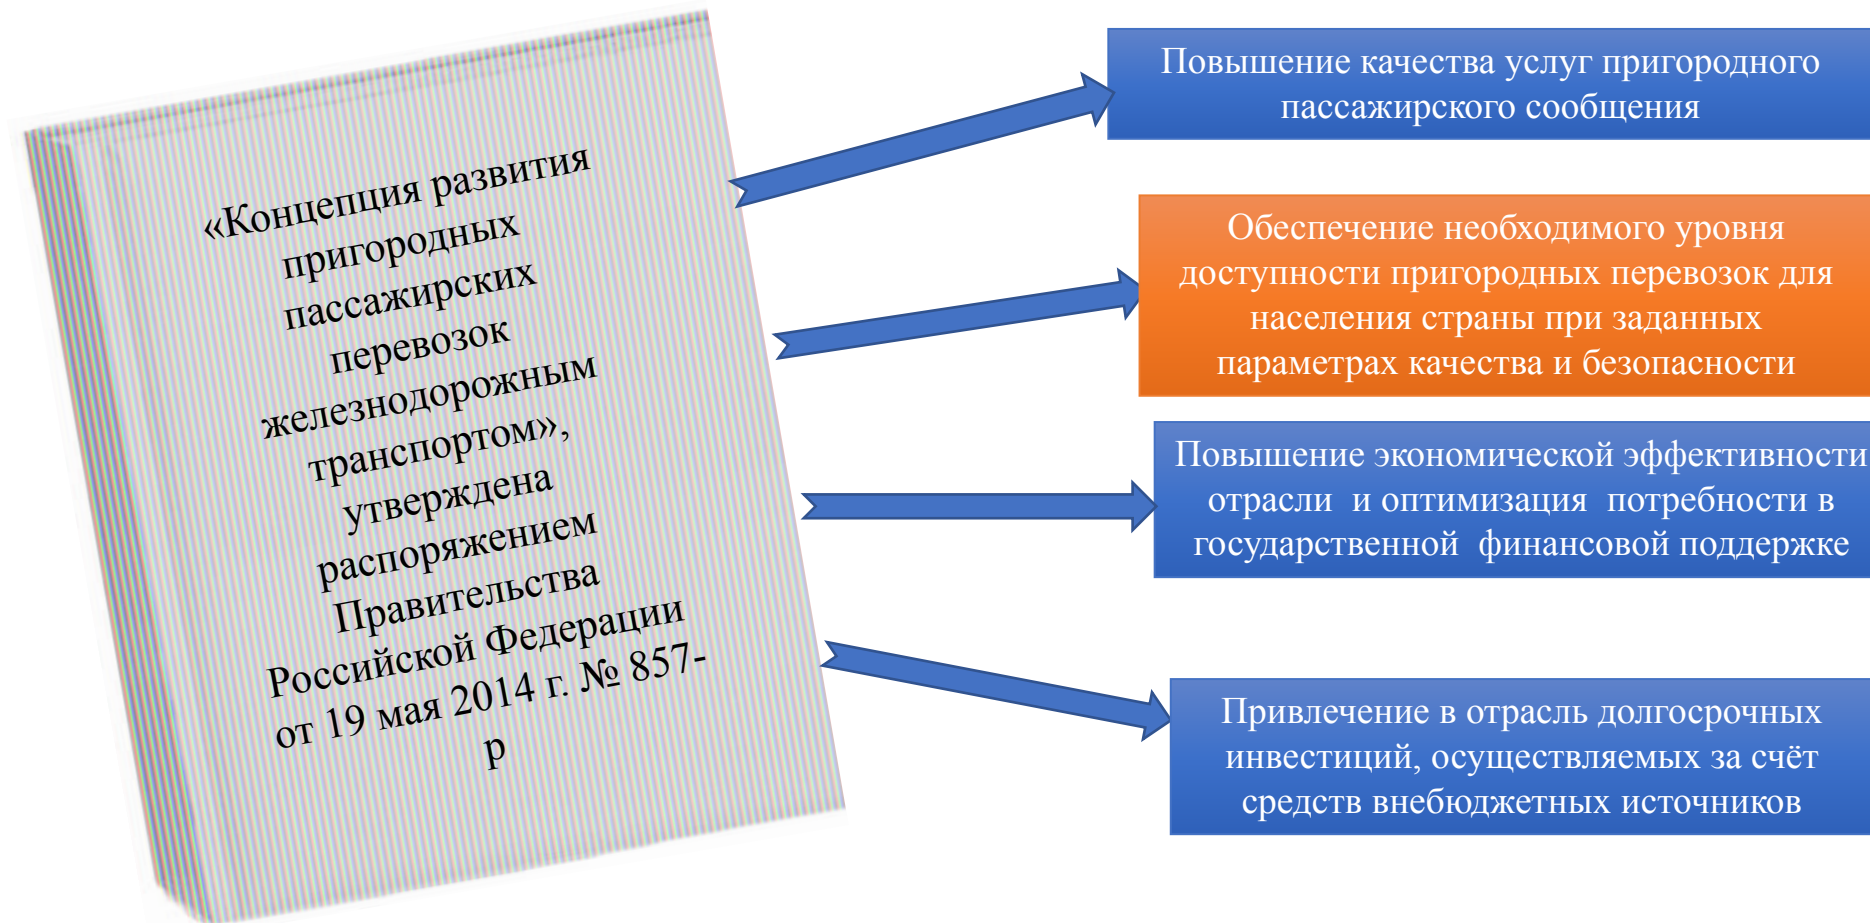 «Концепция развития
пригородных
пассажирских
перевозок
железнодорожным
транспортом»,
утверждена
распоряжением
Правительства
Российской Федерации
от 19 мая 2014 г. № 857-
р
Повышение качества услуг пригородного
пассажирского сообщения
Обеспечение необходимого уровня
доступности пригородных перевозок для
населения страны при заданных
параметрах качества и безопасности
Повышение экономической эффективности
отрасли и оптимизация потребности в
государственной финансовой поддержке
Привлечение в отрасль долгосрочных
инвестиций, осуществляемых за счёт
средств внебюджетных источников